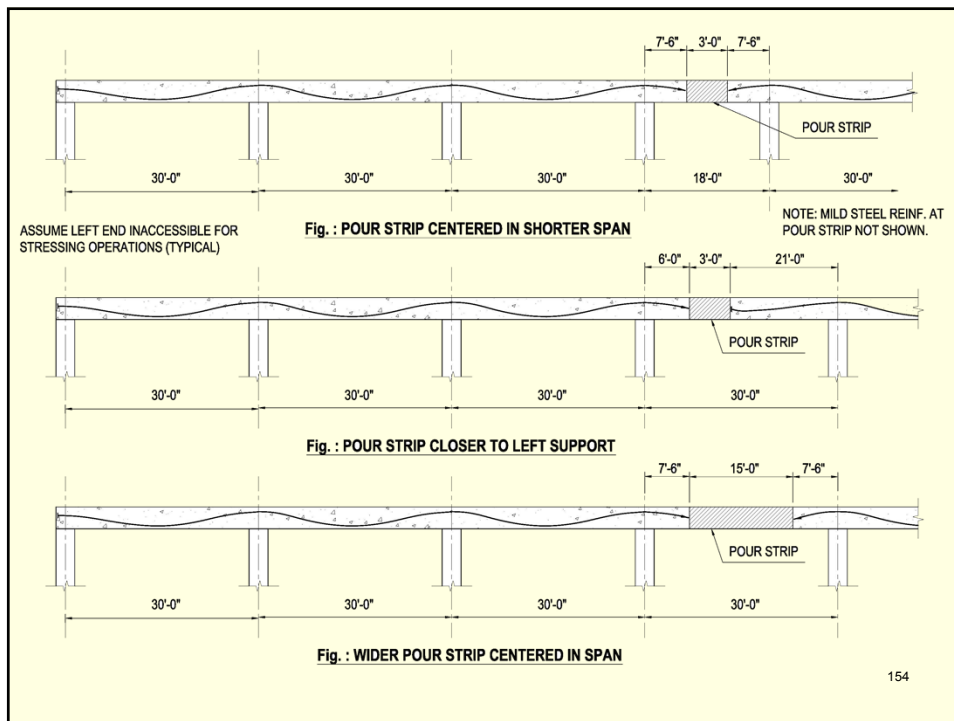 7'-6" 3'-0" 7'-6"
POUR STRIP
30'-0" 30'-0" 30'-0" 18'-0" 30'-0"
ASSUME LEFT END INACCESSIBLE FOR
STRESSING OPERATIONS (TYPICAL)
Fig. : POUR STRIP CENTERED IN SHORTER SPAN
NOTE: MILD STEEL REINF. AT
POUR STRIP NOT SHOWN.
6'-0" 3'-0" 21'-0"
POUR STRIP
30'-0" 30'-0" 30'-0" 30'-0"
Fig. : POUR STRIP CLOSER TO LEFT SUPPORT
7'-6" 15'-0" 7'-6"
POUR STRIP
30'-0" 30'-0" 30'-0" 30'-0"
Fig. : WIDER POUR STRIP CENTERED IN SPAN
154